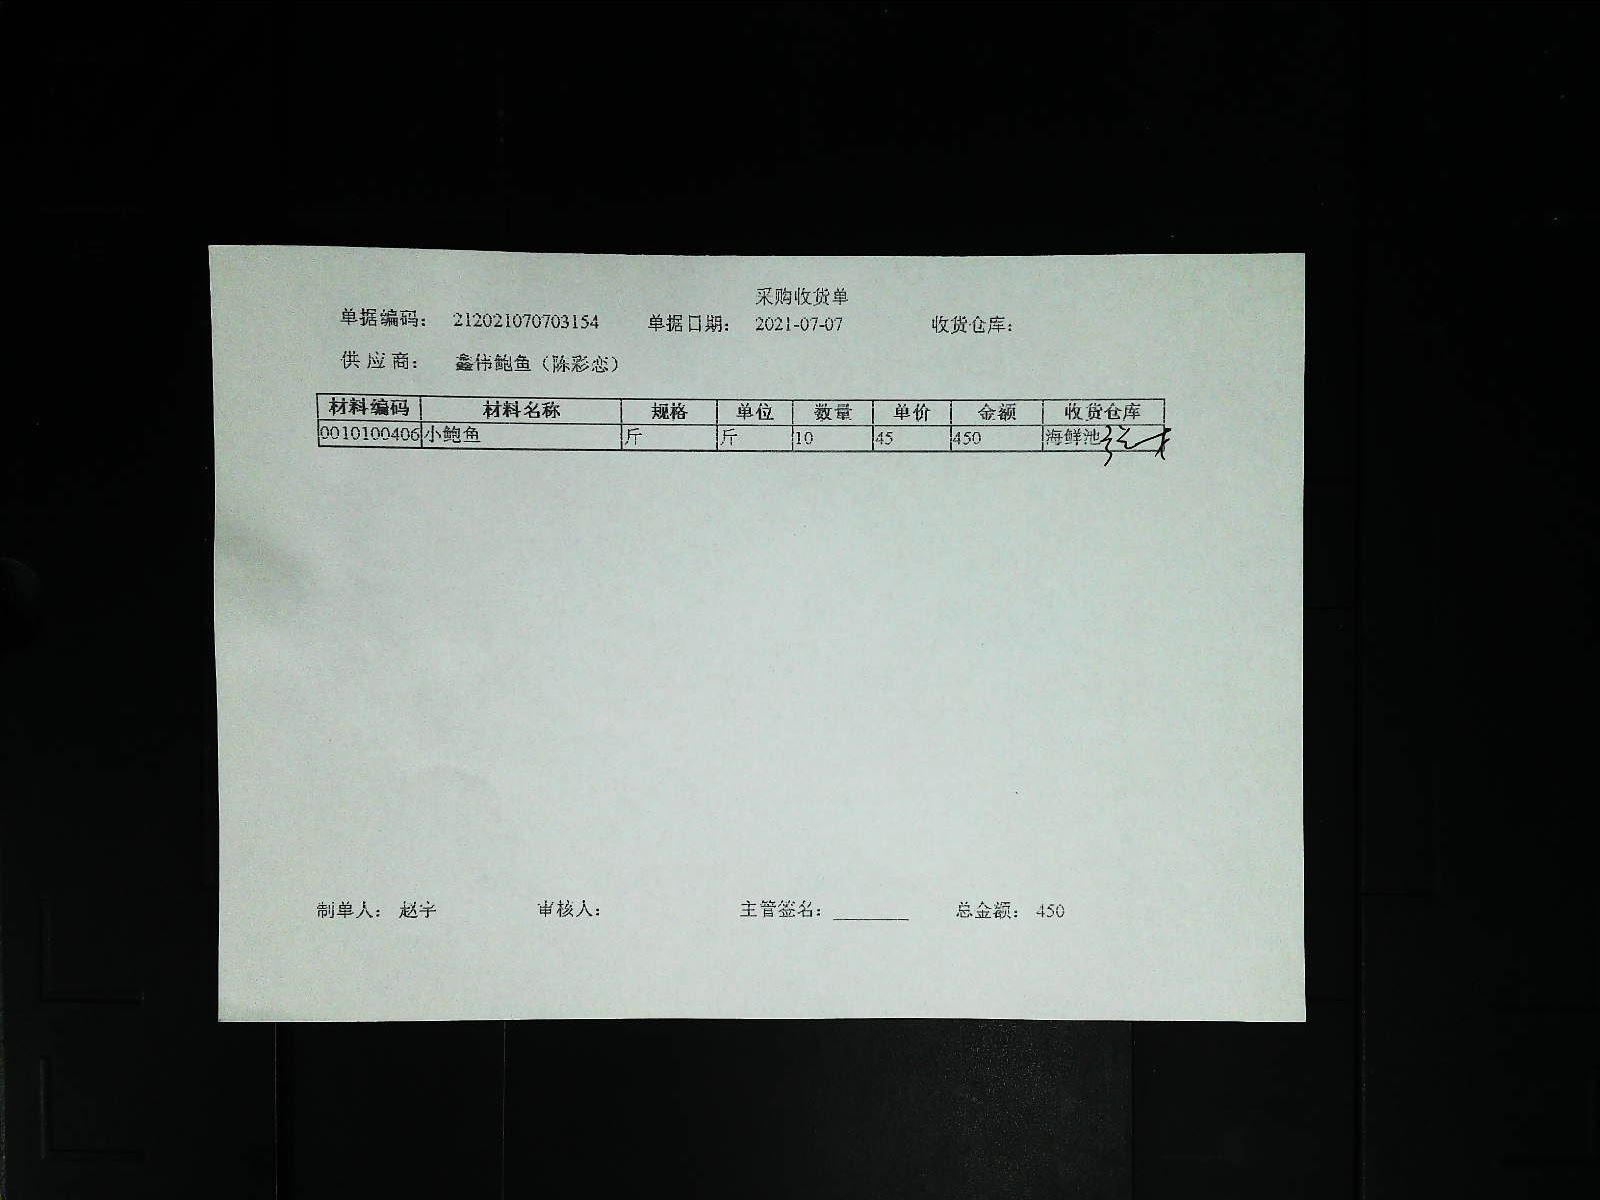 采购收货单
单据编码： 212021070703154 单据日期： 2021-07-07 收货仓库：
供应商： 鑫伟鲍鱼（陈彩恋）
材料编码 材料名称 规格 单位 数量 单价 金额 收货仓库
0010100406 小鲍鱼 斤 斤 10 45 450 海鲜池
制单人： 赵宇 审核人： 主管签名： 总金额： 450